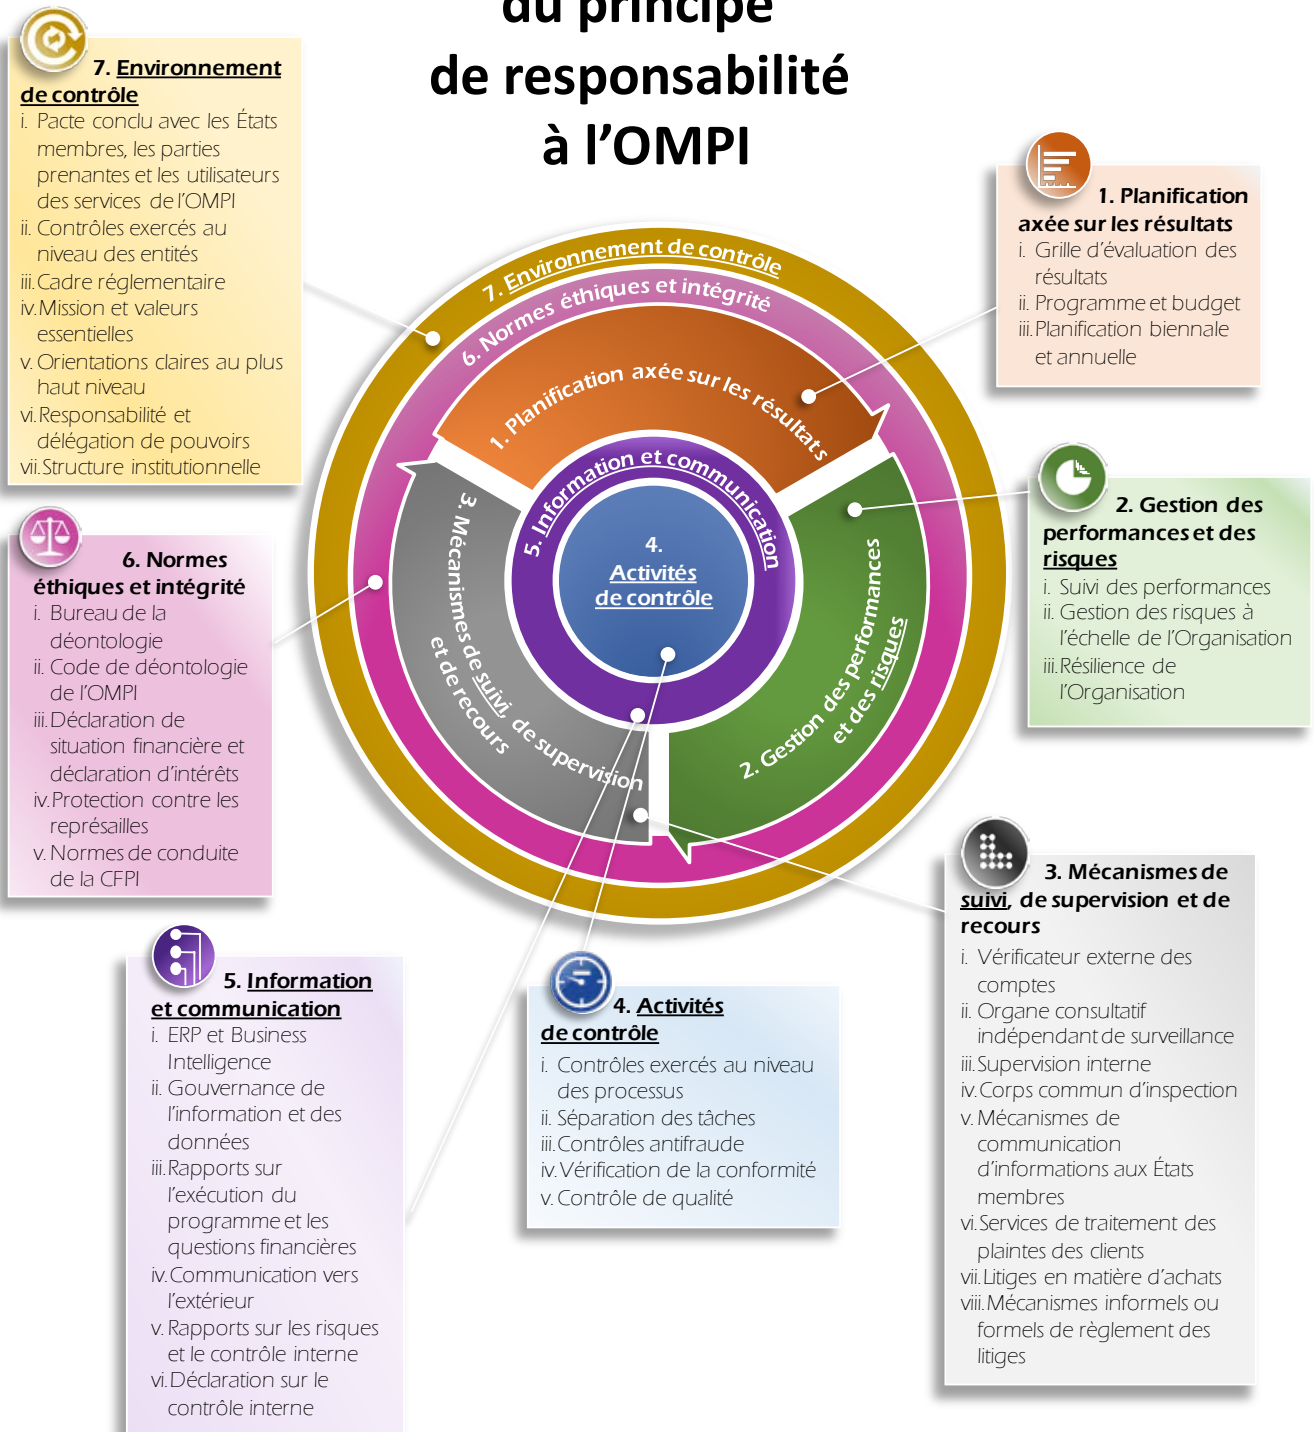 du principe
de responsabilité
à l'OMPI
7. Environnement
de contrôle
i. Pacte conclu avec les États
membres, les parties
prenantes et les utilisateurs
des services de l'OMPI
ii. Contrôles exercés au
niveau des entités
iii. Cadre réglementaire
iv. Mission et valeurs
essentielles
v. Orientations claires au plus
haut niveau
vi. Responsabilité et
délégation de pouvoirs
vii. Structure institutionnelle
1. Planification
axée sur les résultats
i. Grille d'évaluation des
résultats
ii. Programme et budget
iii. Planification biennale
et annuelle
7. Environnement de contrôle
6. Normes éthiques et intégrité
1. Planification axée sur les résultats
5. Information et communication
4.
Activités
de contrôle
3. Mécanismes de suivi, de supervision
et de recours
2. Gestion des performances
et des risques
2. Gestion des
performances et des
risques
i. Suivi des performances
ii. Gestion des risques à
l'échelle de l'Organisation
iii. Résilience de
l'Organisation
6. Normes
éthiques et intégrité
i. Bureau de la
déontologie
ii. Code de déontologie
de l'OMPI
iii. Déclaration de
situation financière et
déclaration d'intérêts
iv. Protection contre les
représailles
v. Normes de conduite
de la CFPI
3. Mécanismes de
suivi, de supervision et de
recours
i. Vérificateur externe des
comptes
ii. Organe consultatif
indépendant de surveillance
iii. Supervision interne
iv. Corps commun d'inspection
v. Mécanismes de
communication
d'informations aux États
membres
vi. Services de traitement des
plaintes des clients
vii. Litiges en matière d'achats
viii. Mécanismes informels ou
formels de règlement des
litiges
5. Information
et communication
i. ERP et Business
Intelligence
ii. Gouvernance de
l'information et des
données
iii. Rapports sur
l'exécution du
programme et les
questions financières
iv. Communication vers
l'extérieur
v. Rapports sur les risques
et le contrôle interne
vi. Déclaration sur le
contrôle interne
4. Activités
de contrôle
i. Contrôles exercés au niveau
des processus
ii. Séparation des tâches
iii. Contrôles antifraude
iv. Vérification de la conformité
v. Contrôle de qualité